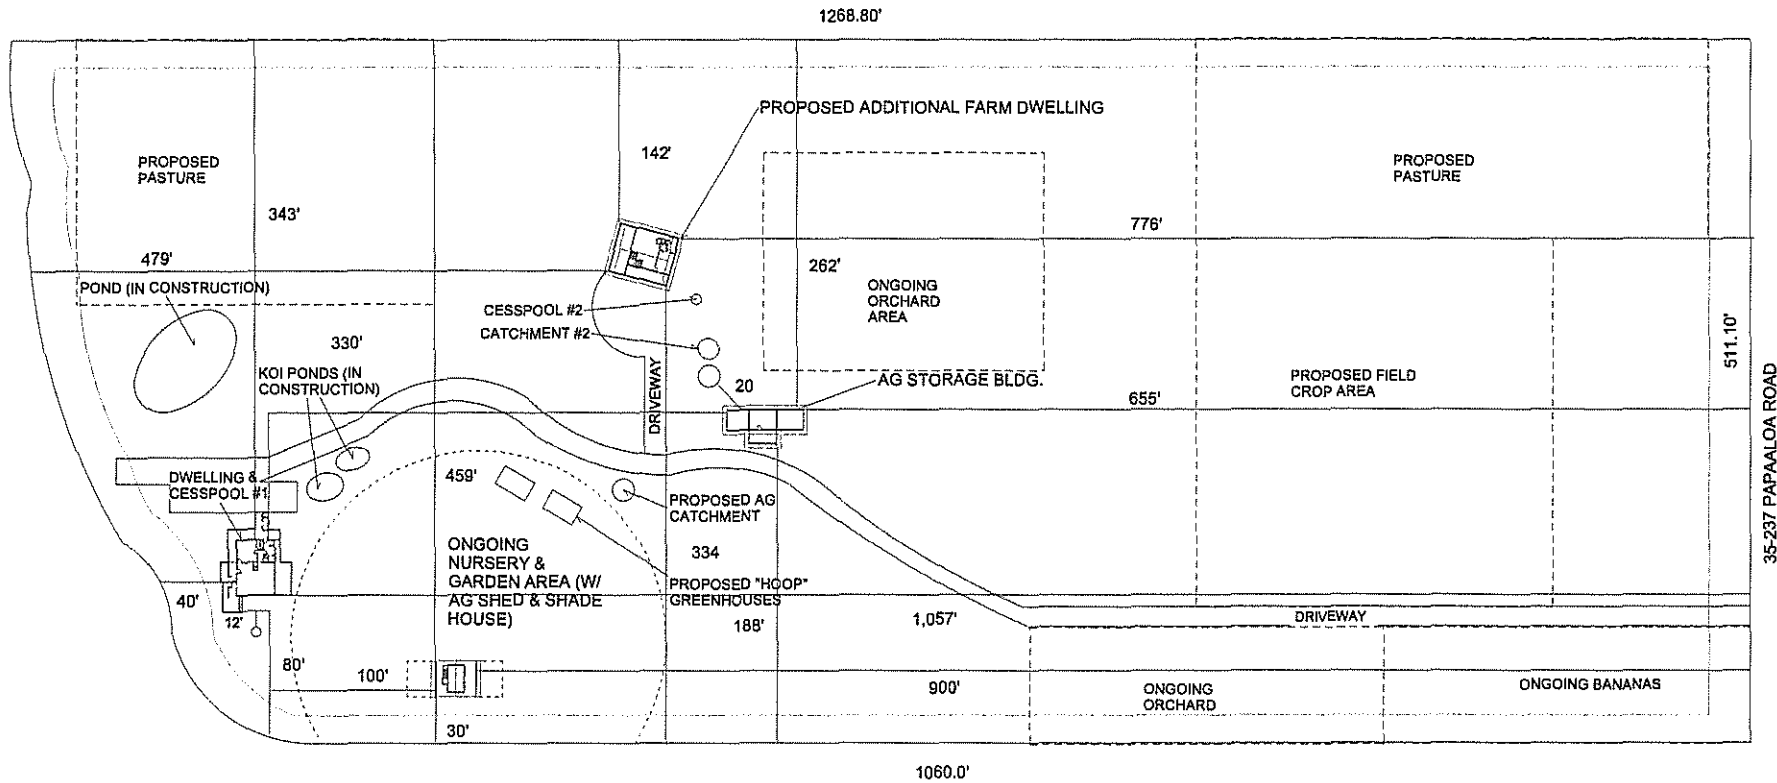 1268.80'
PROPOSED ADDITIONAL FARM DWELLING
142'
PROPOSED
PASTURE
PROPOSED
PASTURE
343'
776'
479'
262'
POND (IN CONSTRUCTION)
ONGOING
ORCHARD
AREA
CESSPOOL #2
CATCHMENT #2
330'
511.10'
KOI PONDS (IN
CONSTRUCTION)
DRIVEWAY
20
AG STORAGE BLDG.
PROPOSED FIELD
CROP AREA
655'
35-237 PAPAALOA ROAD
DWELLING &
CESSPOOL #1
459'
PROPOSED AG
CATCHMENT
ONGOING
NURSERY &
GARDEN AREA (W/
AG SHED & SHADE
HOUSE)
334
PROPOSED "HOOP"
GREENHOUSES
40'
12'
188'
1,057'
DRIVEWAY
80'
100'
900'
ONGOING
ORCHARD
ONGOING BANANAS
30'
1060.0'